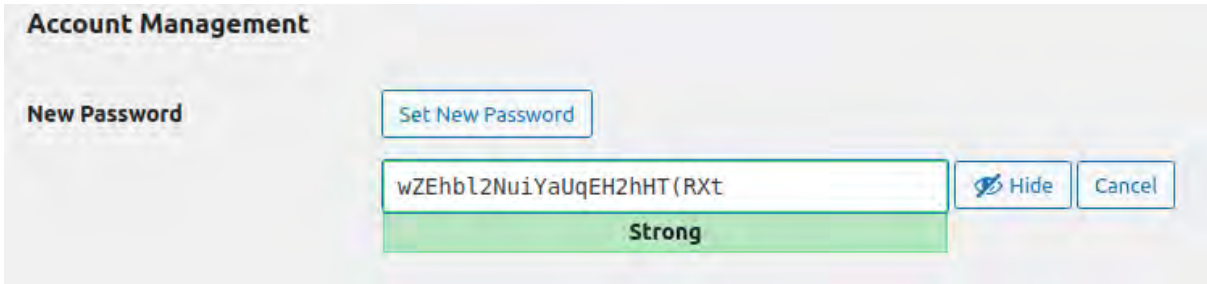 Account Management
New Password
Set New Password
wZEhbl2NuiYaUqEH2hHT(RXt
Hide
Cancel
Strong